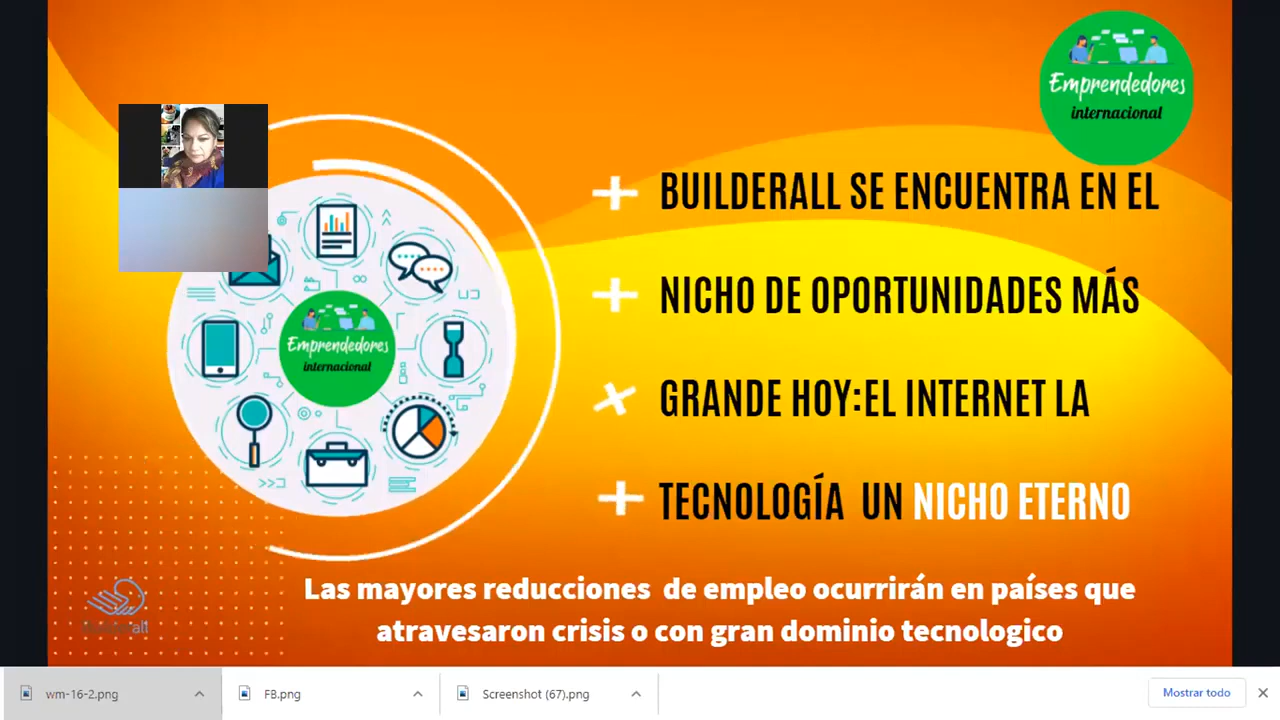 Emprendedores
internacional
BUILDERALL SE ENCUENTRA EN EL
NICHO DE OPORTUNIDADES MÁS
GRANDE HOY:EL INTERNET LA
TECNOLOGÍA UN NICHO ETERNO
Emprendedores
internacional
Las mayores reducciones de empleo ocurrirán en países que
atravesaron crisis o con gran dominio tecnologico
wm-16-2.png
FB.png
Screenshot (67).png
Mostrar todo